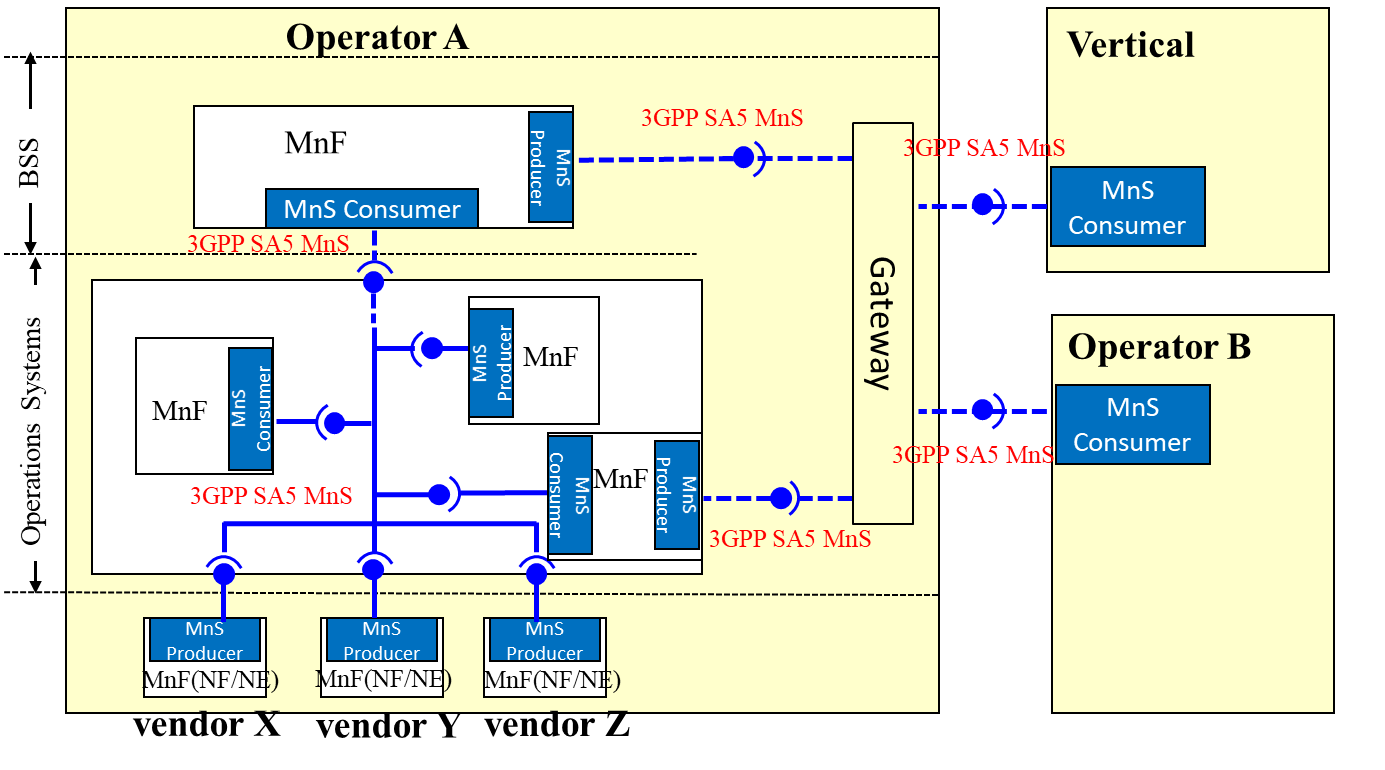 Operator A
Vertical
BSS
MnF
MnS
Producer
MnS Consumer
3GPP SA5 MnS
3GPP SA5 MnS
3GPP SA5 MnS
MnS
Consumer
Gateway
Operations Systems
MnF
MnS
Consumer
MnS
Producer
MnF
3GPP SA5 MnS
MnS
Consumer
MnF
MnS
Producer
3GPP SA5 MnS
Operator B
MnS
Consumer
3GPP SA5 MnS
MnS
Producer
MnF(NF/NE)
vendor X
MnS
Producer
MnF(NF/NE)
vendor Y
MnS
Producer
MnF(NF/NE)
vendor Z